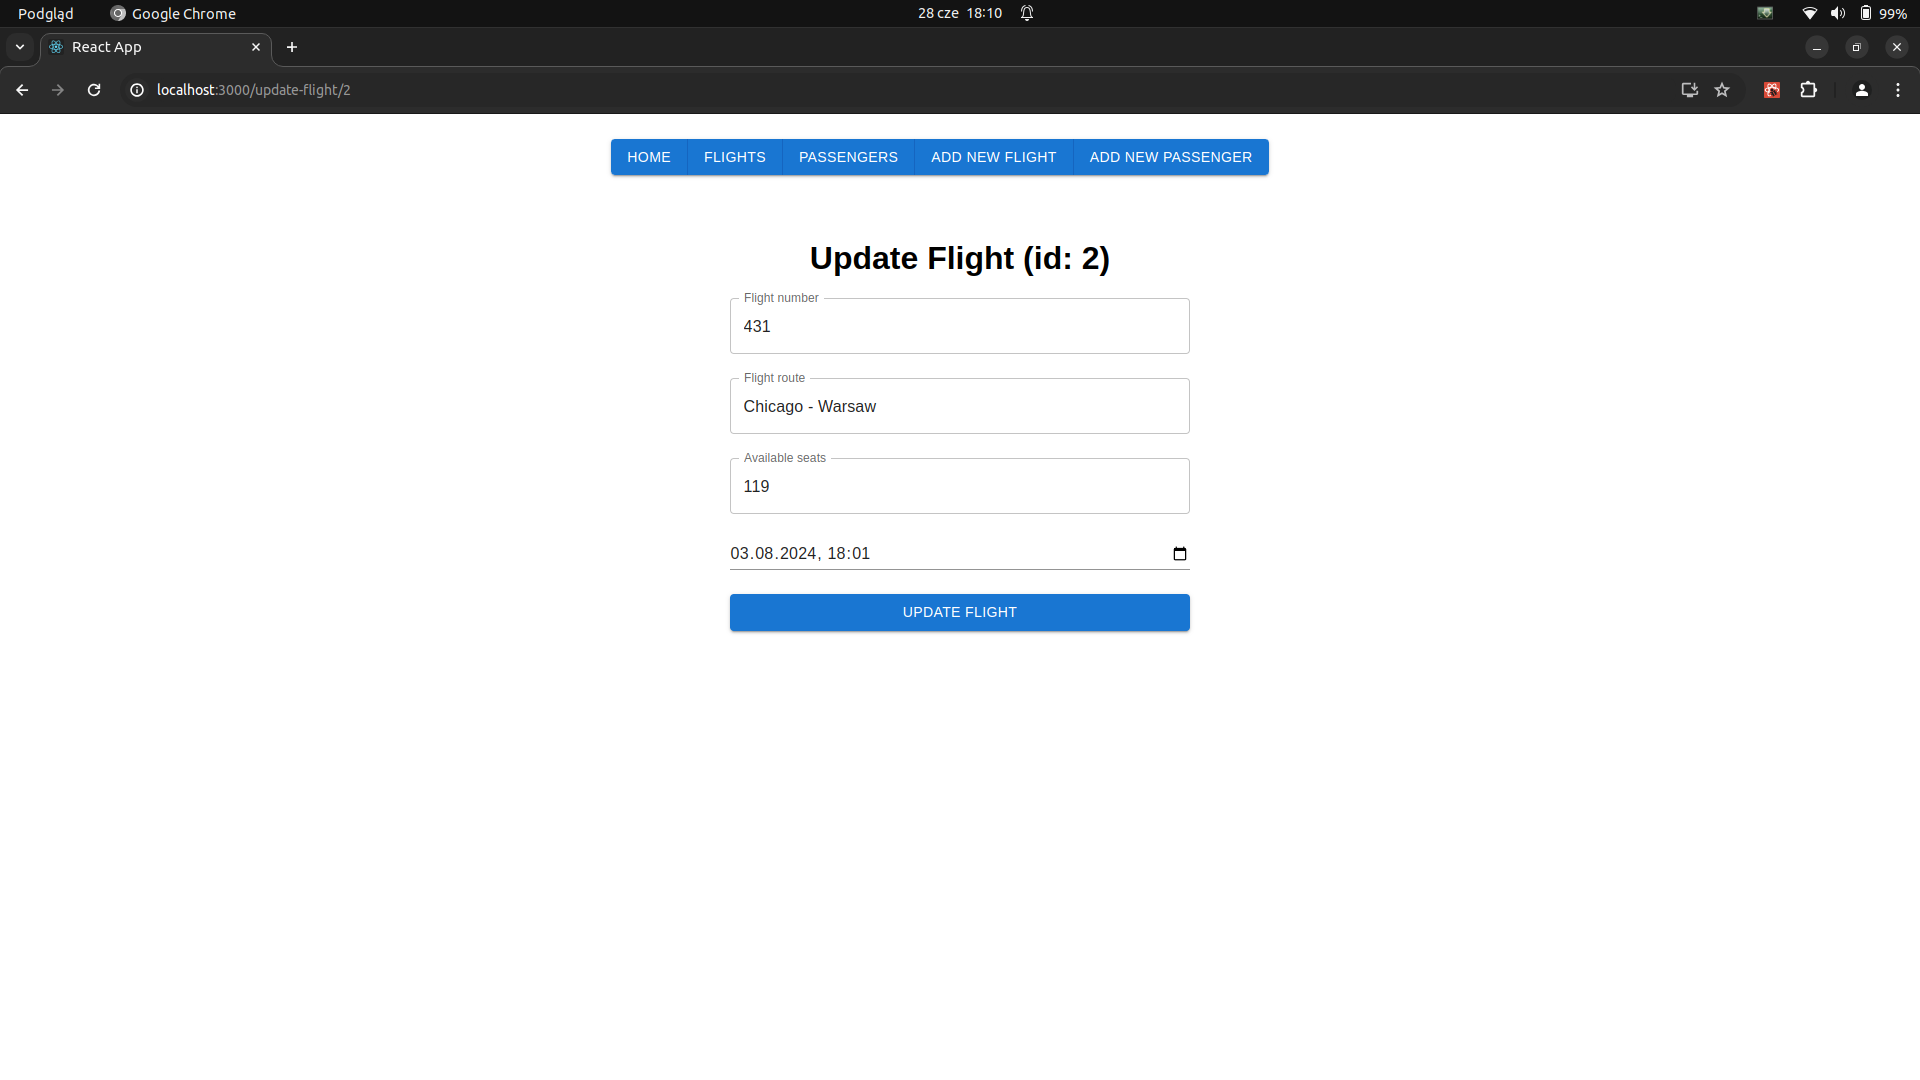 Podgląd Google Chrome 28 cze 18:10 99%
React App
localhost:3000/update-flight/2
HOME FLIGHTS PASSENGERS ADD NEW FLIGHT ADD NEW PASSENGER
Update Flight (id: 2)
Flight number
431
Flight route
Chicago - Warsaw
Available seats
119
03.08.2024, 18:01
UPDATE FLIGHT